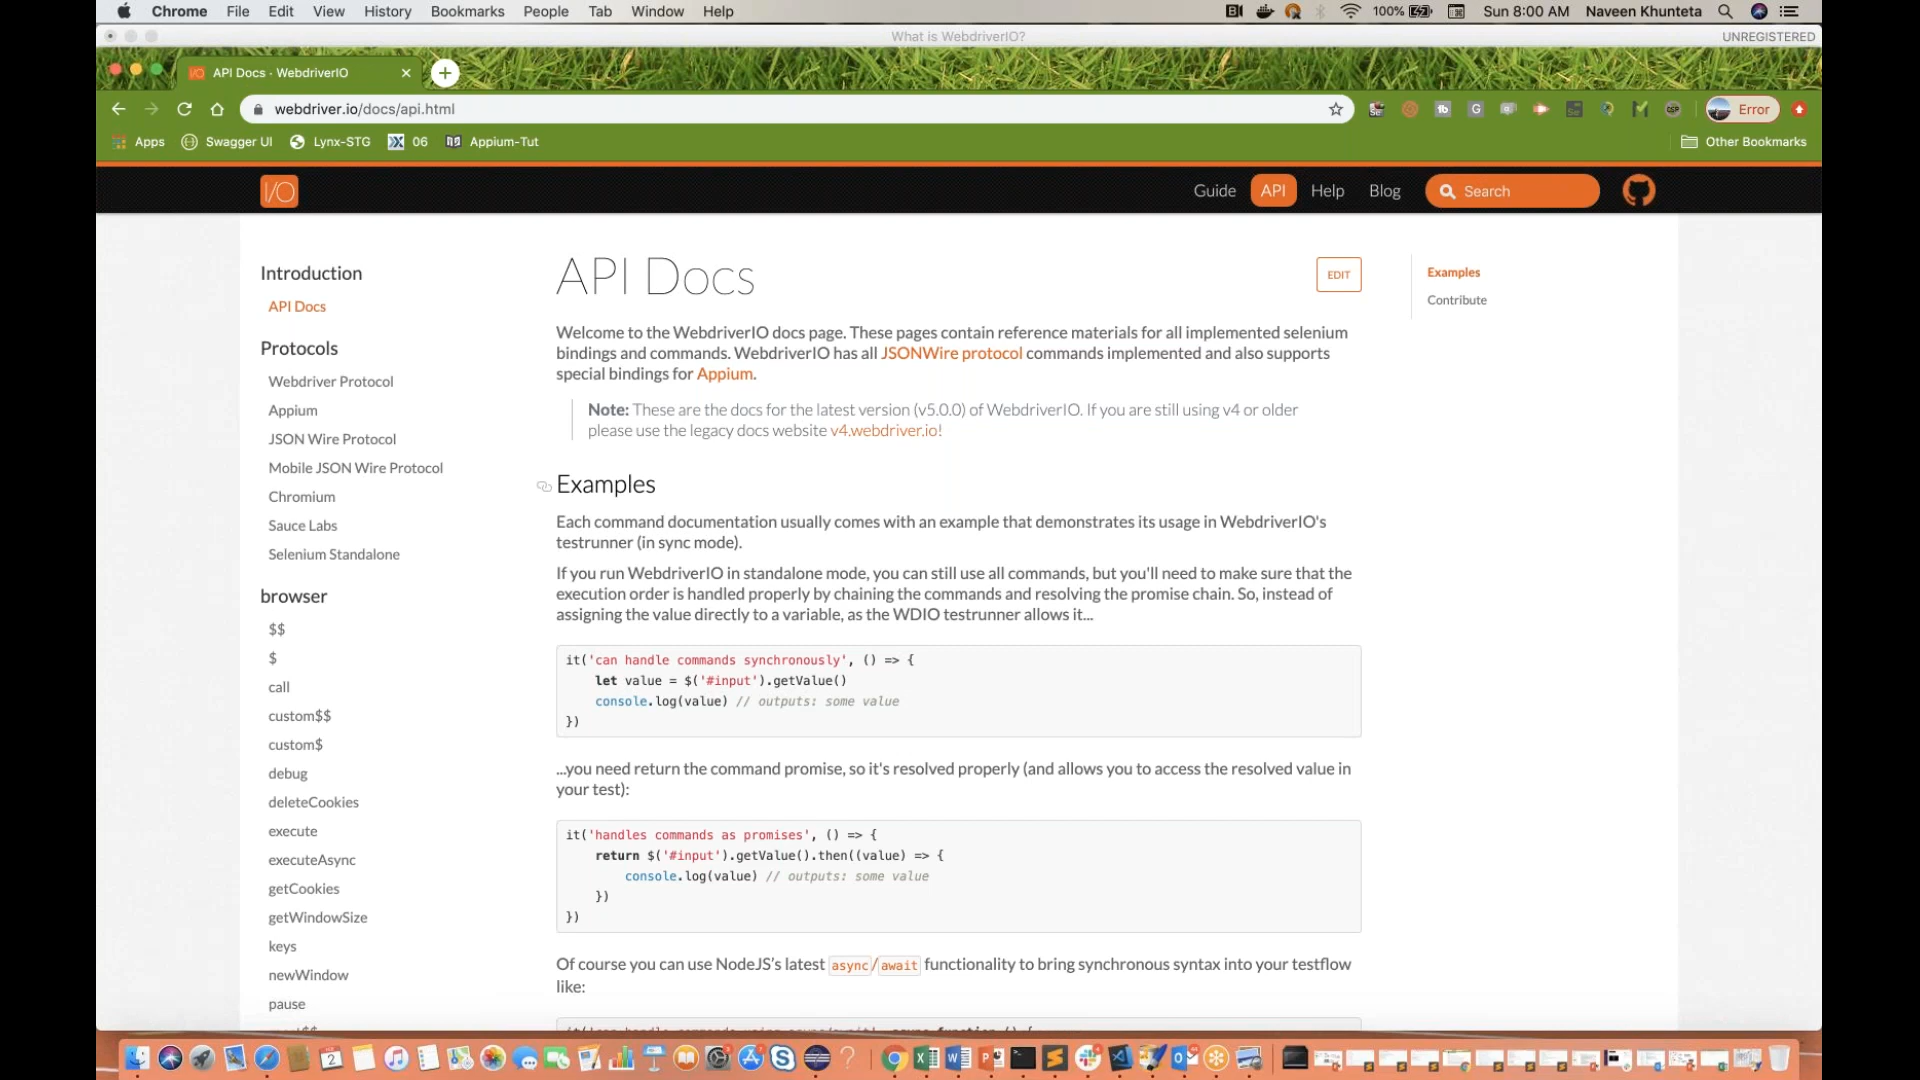 Chrome File Edit View History Bookmarks People Tab Window Help 100% Sun 8:00 AM Naveen Khunteta
What is WebdriverIO? UNREGISTERED
API Docs · WebdriverIO
webdriver.io/docs/api.html Error
Apps Swagger UI Lynx-STG 06 Appium-Tut Other Bookmarks
I/O Guide API Help Blog Search
Introduction
API Docs
Protocols
Webdriver Protocol
Appium
JSON Wire Protocol
Mobile JSON Wire Protocol
Chromium
Sauce Labs
Selenium Standalone
browser
$$
$
call
custom$$
custom$
debug
deleteCookies
execute
executeAsync
getCookies
getWindowSize
keys
newWindow
pause
API Docs
EDIT
Welcome to the WebdriverIO docs page. These pages contain reference materials for all implemented selenium
bindings and commands. WebdriverIO has all JSONWire protocol commands implemented and also supports
special bindings for Appium.
Note: These are the docs for the latest version (v5.0.0) of WebdriverIO. If you are still using v4 or older
please use the legacy docs website v4.webdriver.io!
Examples
Each command documentation usually comes with an example that demonstrates its usage in WebdriverIO's
testrunner (in sync mode).
If you run WebdriverIO in standalone mode, you can still use all commands, but you'll need to make sure that the
execution order is handled properly by chaining the commands and resolving the promise chain. So, instead of
assigning the value directly to a variable, as the WDIO testrunner allows it...
it('can handle commands synchronously', () => {
let value = $('#input').getValue()
console.log(value) // outputs: some value
})
...you need return the command promise, so it's resolved properly (and allows you to access the resolved value in
your test):
it('handles commands as promises', () => {
return $('#input').getValue().then((value) => {
console.log(value) // outputs: some value
})
})
Of course you can use NodeJS's latest async/await functionality to bring synchronous syntax into your testflow
like:
Examples
Contribute